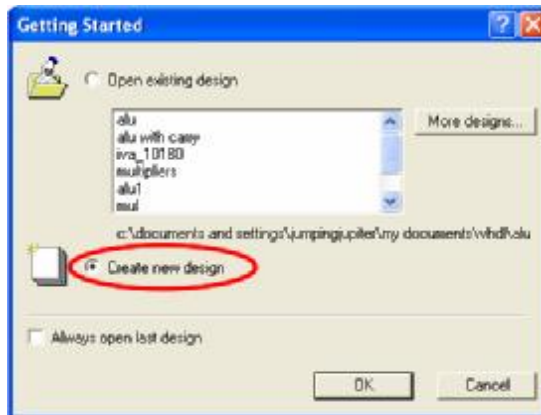 Getting Started
Open existing design
alu
alu with carry
iva_10180
multipliers
alu1
mul
More designs...
c:\documents and settings\jumpingjupiter\my documents\vhdl\alu
Create new design
Always open last design
OK
Cancel